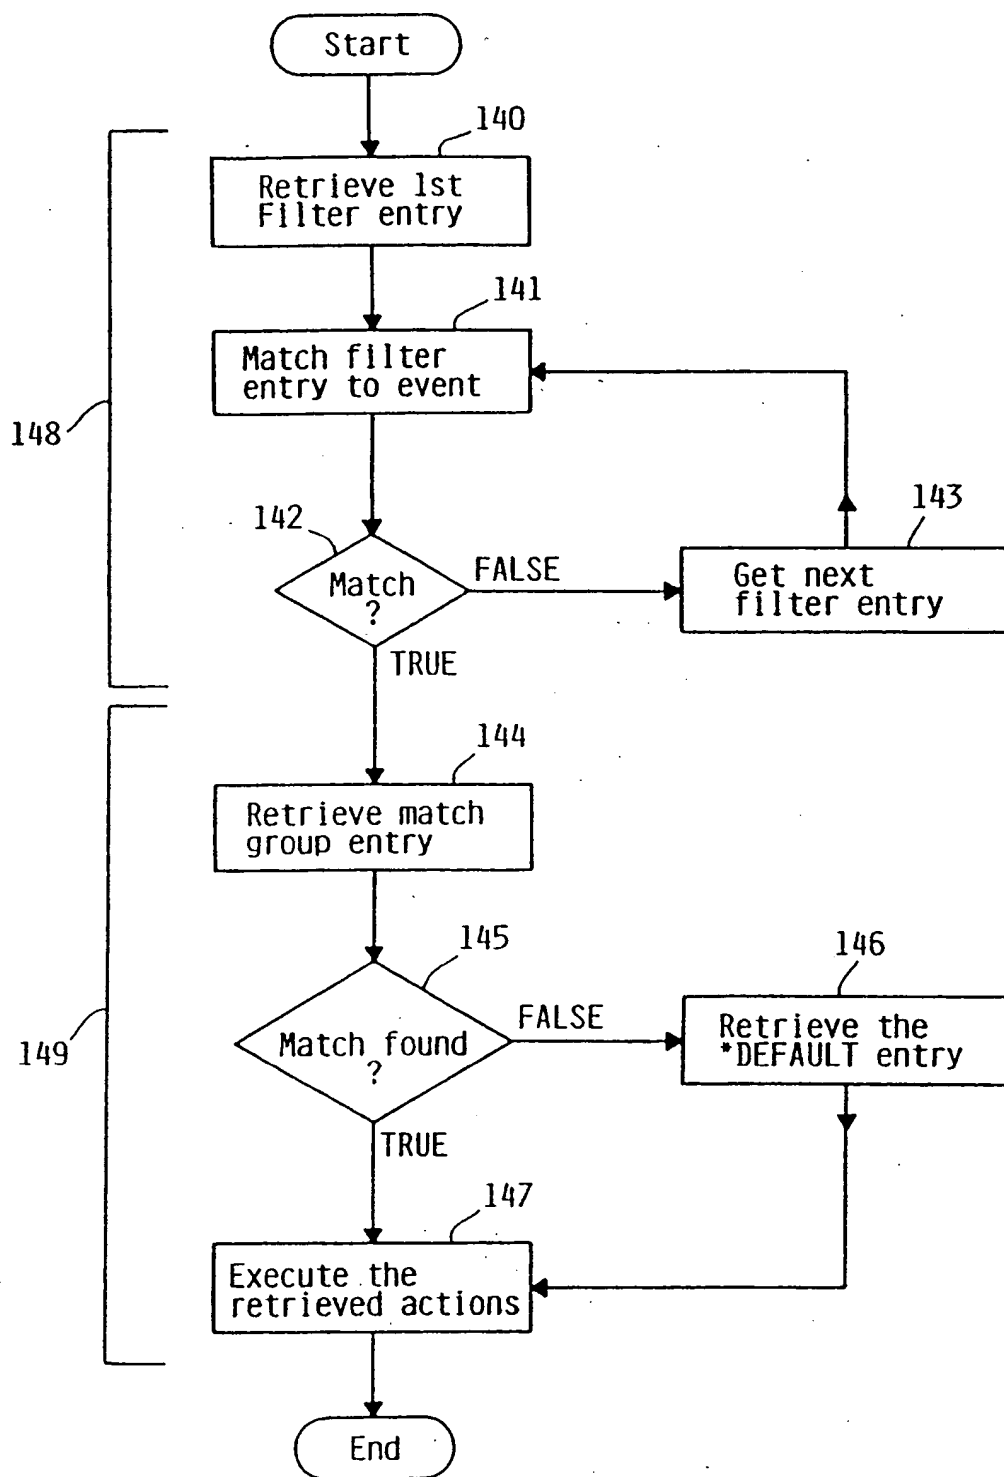 Start
140
Retrieve 1st
Filter entry
141
Match filter
entry to event
148
142
Match
?
FALSE
143
Get next
filter entry
TRUE
144
Retrieve match
group entry
145
Match found
?
FALSE
146
Retrieve the
*DEFAULT entry
149
TRUE
147
Execute the
retrieved actions
End